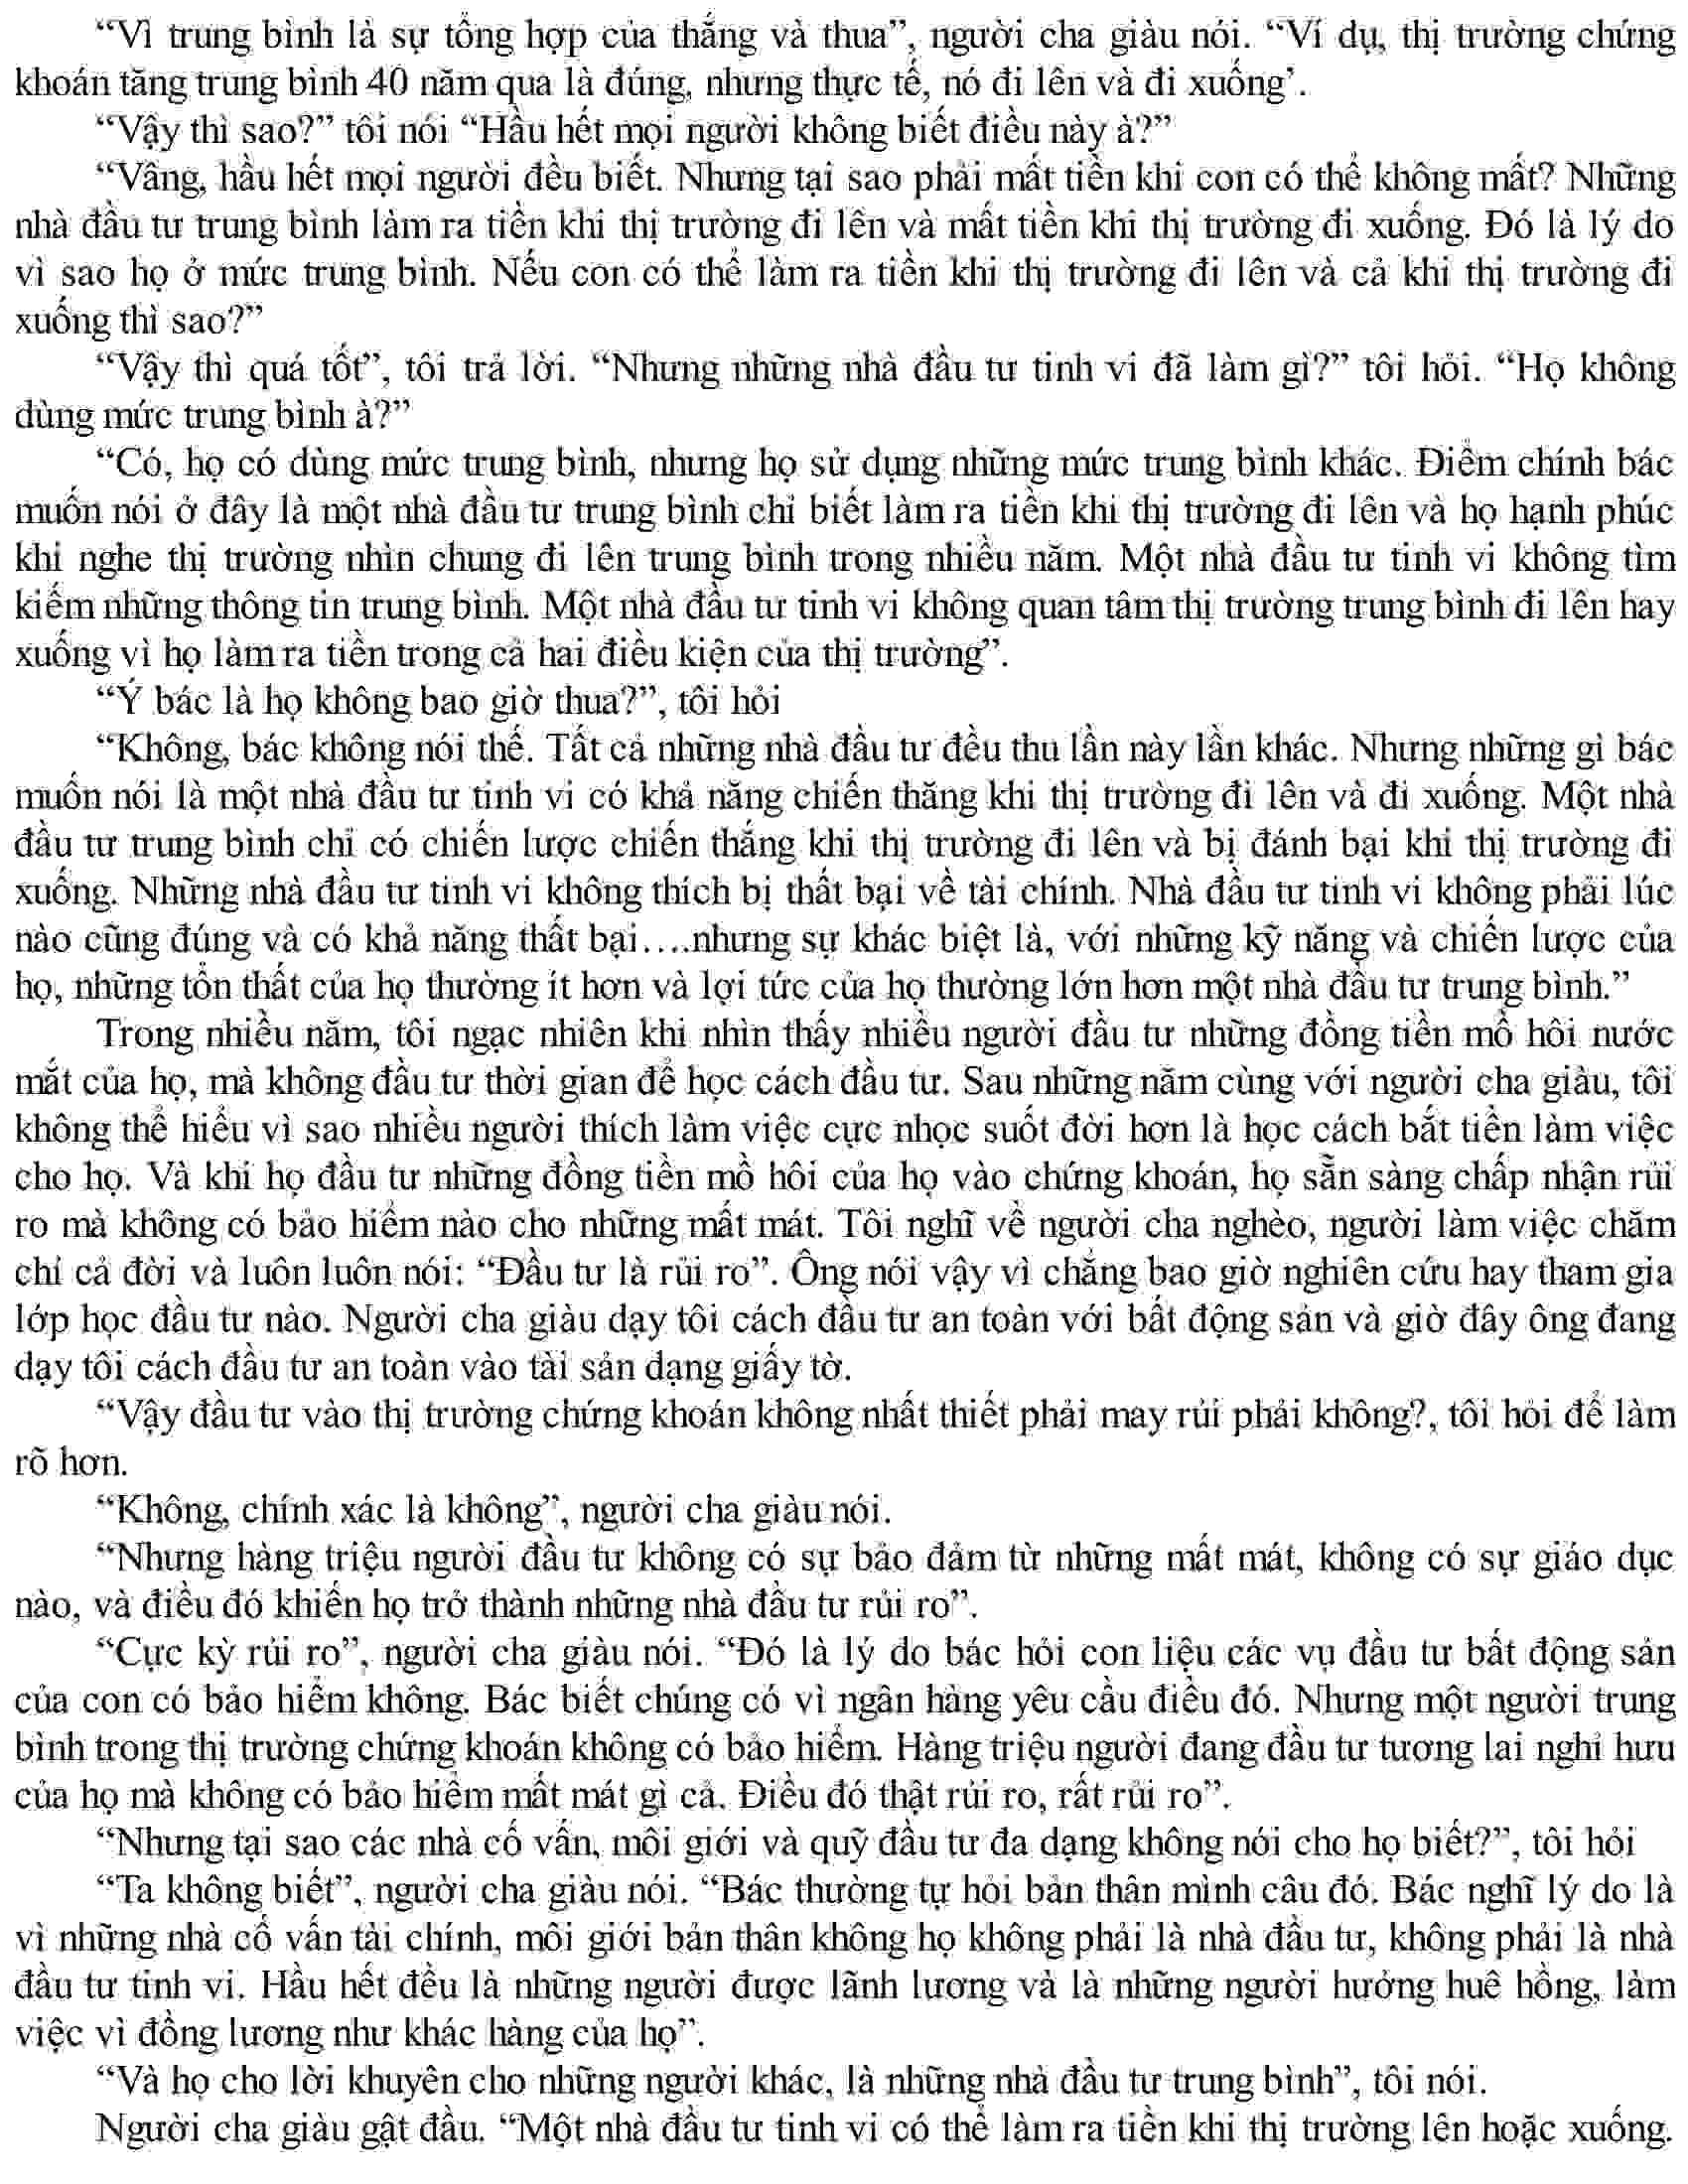 “Vì trung bình là sự tổng hợp của thắng và thua”, người cha giàu nói. “Ví dụ, thị trường chứng
khoán tăng trung bình 40 năm qua là đúng, nhưng thực tế, nó đi lên và đi xuống’.
“Vậy thì sao?” tôi nói “Hầu hết mọi người không biết điều này à?”
“Vâng, hầu hết mọi người đều biết. Nhưng tại sao phải mất tiền khi con có thể không mất? Những
nhà đầu tư trung bình làm ra tiền khi thị trường đi lên và mất tiền khi thị trường đi xuống. Đó là lý do
vì sao họ ở mức trung bình. Nếu con có thể làm ra tiền khi thị trường đi lên và cả khi thị trường đi
xuống thì sao?”
“Vậy thì quá tốt”, tôi trả lời. “Nhưng những nhà đầu tư tinh vi đã làm gì?” tôi hỏi. “Họ không
dùng mức trung bình à?”
“Có, họ có dùng mức trung bình, nhưng họ sử dụng những mức trung bình khác. Điểm chính bác
muốn nói ở đây là một nhà đầu tư trung bình chỉ biết làm ra tiền khi thị trường đi lên và họ hạnh phúc
khi nghe thị trường nhìn chung đi lên trung bình trong nhiều năm. Một nhà đầu tư tinh vi không tìm
kiếm những thông tin trung bình. Một nhà đầu tư tinh vi không quan tâm thị trường trung bình đi lên hay
xuống vì họ làm ra tiền trong cả hai điều kiện của thị trường”.
“Ý bác là họ không bao giờ thua?”, tôi hỏi
“Không, bác không nói thế. Tất cả những nhà đầu tư đều thu lần này lần khác. Nhưng những gì bác
muốn nói là một nhà đầu tư tinh vi có khả năng chiến thăng khi thị trường đi lên và đi xuống. Một nhà
đầu tư trung bình chỉ có chiến lược chiến thắng khi thị trường đi lên và bị đánh bại khi thị trường đi
xuống. Những nhà đầu tư tinh vi không thích bị thất bại về tài chính. Nhà đầu tư tinh vi không phải lúc
nào cũng đúng và có khả năng thất bại….nhưng sự khác biệt là, với những kỹ năng và chiến lược của
họ, những tổn thất của họ thường ít hơn và lợi tức của họ thường lớn hơn một nhà đầu tư trung bình.”
Trong nhiều năm, tôi ngạc nhiên khi nhìn thấy nhiều người đầu tư những đồng tiền mồ hôi nước
mắt của họ, mà không đầu tư thời gian để học cách đầu tư. Sau những năm cùng với người cha giàu, tôi
không thể hiểu vì sao nhiều người thích làm việc cực nhọc suốt đời hơn là học cách bắt tiền làm việc
cho họ. Và khi họ đầu tư những đồng tiền mồ hôi của họ vào chứng khoán, họ sẵn sàng chấp nhận rủi
ro mà không có bảo hiểm nào cho những mất mát. Tôi nghĩ về người cha nghèo, người làm việc chăm
chỉ cả đời và luôn luôn nói: “Đầu tư là rủi ro”. Ông nói vậy vì chẳng bao giờ nghiên cứu hay tham gia
lớp học đầu tư nào. Người cha giàu dạy tôi cách đầu tư an toàn với bất động sản và giờ đây ông đang
dạy tôi cách đầu tư an toàn vào tài sản dạng giấy tờ.
“Vậy đầu tư vào thị trường chứng khoán không nhất thiết phải may rủi phải không?, tôi hỏi để làm
rõ hơn.
“Không, chính xác là không”, người cha giàu nói.
“Nhưng hàng triệu người đầu tư không có sự bảo đảm từ những mất mát, không có sự giáo dục
nào, và điều đó khiến họ trở thành những nhà đầu tư rủi ro”.
“Cực kỳ rủi ro”, người cha giàu nói. “Đó là lý do bác hỏi con liệu các vụ đầu tư bất động sản
của con có bảo hiểm không. Bác biết chúng có vì ngân hàng yêu cầu điều đó. Nhưng một người trung
bình trong thị trường chứng khoán không có bảo hiểm. Hàng triệu người đang đầu tư tương lai nghỉ hưu
của họ mà không có bảo hiểm mất mát gì cả. Điều đó thật rủi ro, rất rủi ro”.
“Nhưng tại sao các nhà cố vấn, môi giới và quỹ đầu tư đa dạng không nới cho họ biết?”, tôi hỏi
“Ta không biết”, người cha giàu nói. “Bác thường tự hỏi bản thân mình câu đó. Bác nghĩ lý do là
vì những nhà cố vấn tài chính, môi giới bản thân không họ không phải là nhà đầu tư, không phải là nhà
đầu tư tinh vi. Hầu hết đều là những người được lãnh lương và là những người hưởng huê hồng, làm
việc vì đồng lương như khác hàng của họ”.
“Và họ cho lời khuyên cho những người khác, là những nhà đầu tư trung bình”, tôi nói.
Người cha giàu gật đầu. “Một nhà đầu tư tinh vi có thể làm ra tiền khi thị trường lên hoặc xuống.